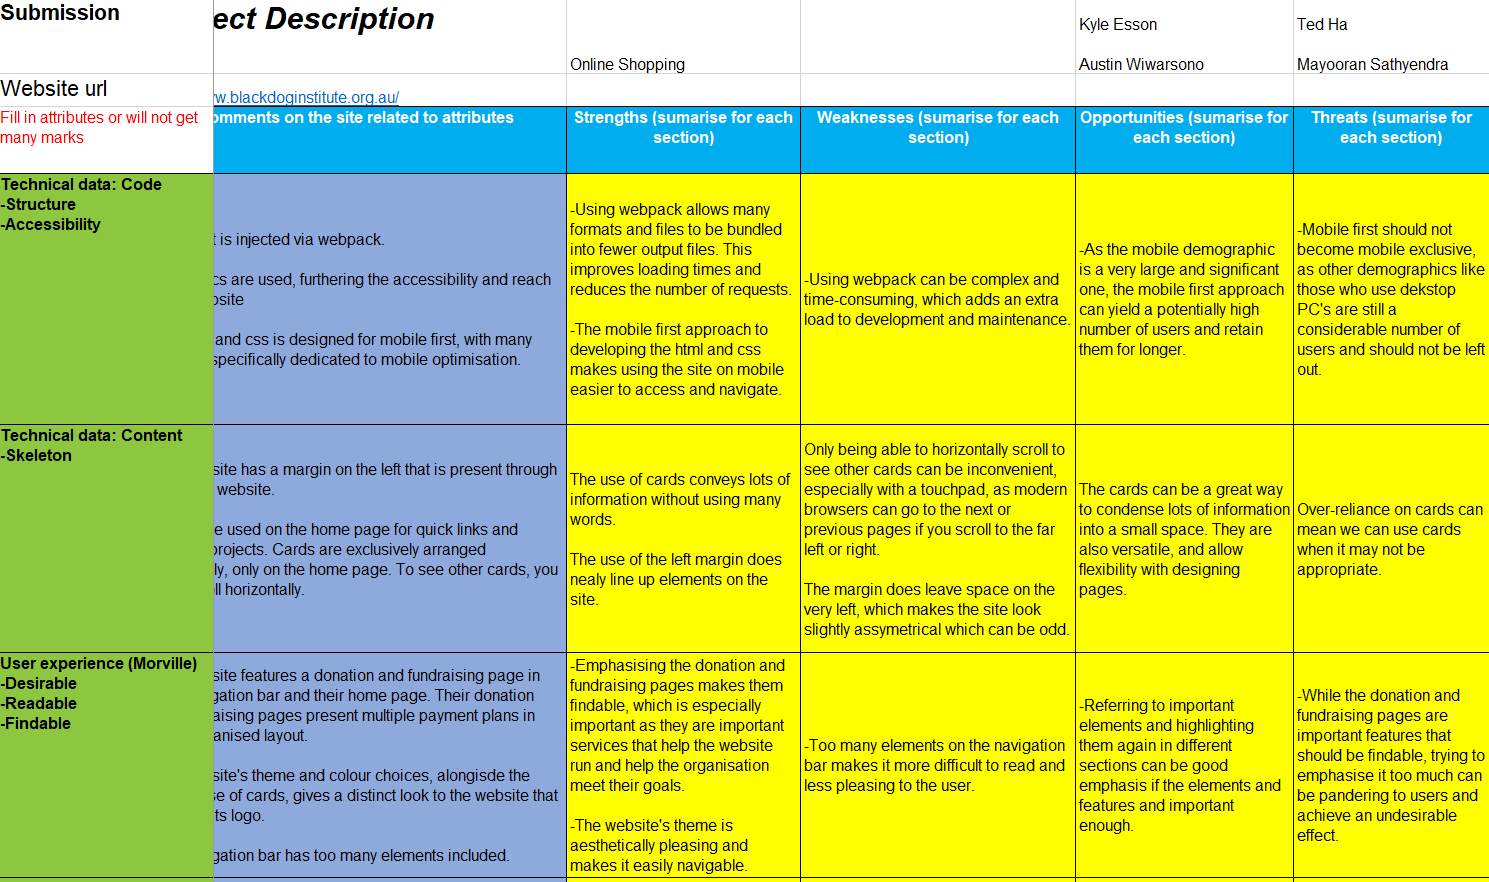 Submission
ect Description
Kyle Esson
Ted Ha
Online Shopping
Austin Wiwarsono
Mayooran Sathyendra
Website url
w.blackdoginstitute.org.au/
Fill in attributes or will not get
many marks
omments on the site related to attributes
Strengths (sumarise for each
section)
Weaknesses (sumarise for each
section)
Opportunities (sumarise for
each section)
Threats (sumarise for
each section)
Technical data: Code
-Structure
-Accessibility
t is injected via webpack.
cs are used, furthering the accessibility and reach
bsite
and css is designed for mobile first, with many
specifically dedicated to mobile optimisation.
-Using webpack allows many
formats and files to be bundled
into fewer output files. This
improves loading times and
reduces the number of requests.
-The mobile first approach to
developing the html and css
makes using the site on mobile
easier to access and navigate.
-Using webpack can be complex and
time-consuming, which adds an extra
load to development and maintenance.
-As the mobile demographic
is a very large and significant
one, the mobile first approach
can yield a potentially high
number of users and retain
them for longer.
-Mobile first should not
become mobile exclusive,
as other demographics like
those who use dekstop
PC's are still a
considerable number of
users and should not be left
out.
Technical data: Content
-Skeleton
site has a margin on the left that is present through
website.
e used on the home page for quick links and
projects. Cards are exclusively arranged
ly, only on the home page. To see other cards, you
ll horizontally.
The use of cards conveys lots of
information without using many
words.
The use of the left margin does
nealy line up elements on the
site.
Only being able to horizontally scroll to
see other cards can be inconvenient,
especially with a touchpad, as modern
browsers can go to the next or
previous pages if you scroll to the far
left or right.
The margin does leave space on the
very left, which makes the site look
slightly assymetrical which can be odd.
The cards can be a great way
to condense lots of information
into a small space. They are
also versatile, and allow
flexibility with designing
pages.
Over-reliance on cards can
mean we can use cards
when it may not be
appropriate.
User experience (Morville)
-Desirable
-Readable
-Findable
site features a donation and fundraising page in
gation bar and their home page. Their donation
aising pages present multiple payment plans in
anised layout.
site's theme and colour choices, alongisde the
se of cards, gives a distinct look to the website that
ts logo.
gation bar has too many elements included.
-Emphasising the donation and
fundraising pages makes them
findable, which is especially
important as they are important
services that help the website
run and help the organisation
meet their goals.
-The website's theme is
aesthetically pleasing and
makes it easily navigable.
-Too many elements on the navigation
bar makes it more difficult to read and
less pleasing to the user.
-Referring to important
elements and highlighting
them again in different
sections can be good
emphasis if the elements and
features and important
enough.
-While the donation and
fundraising pages are
important features that
should be findable, trying to
emphasise it too much can
be pandering to users and
achieve an undesirable
effect.